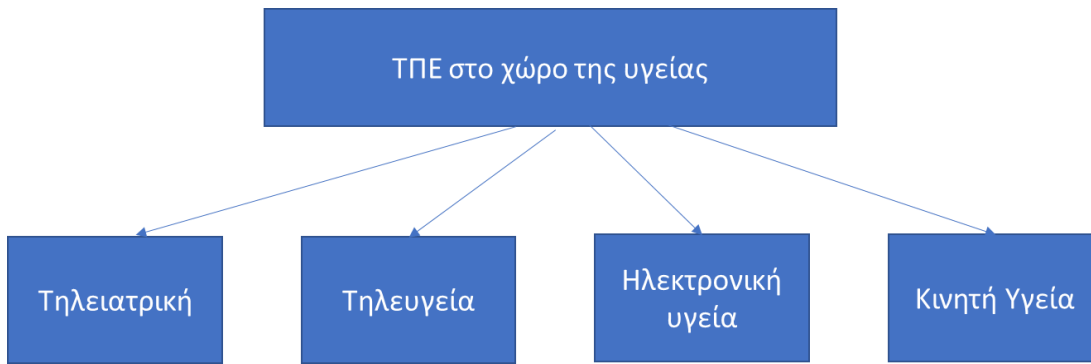 ΤΠΕ στο χώρο της υγείας
Τηλειατρική
Τηλευγεία
Ηλεκτρονική
υγεία
Κινητή Υγεία